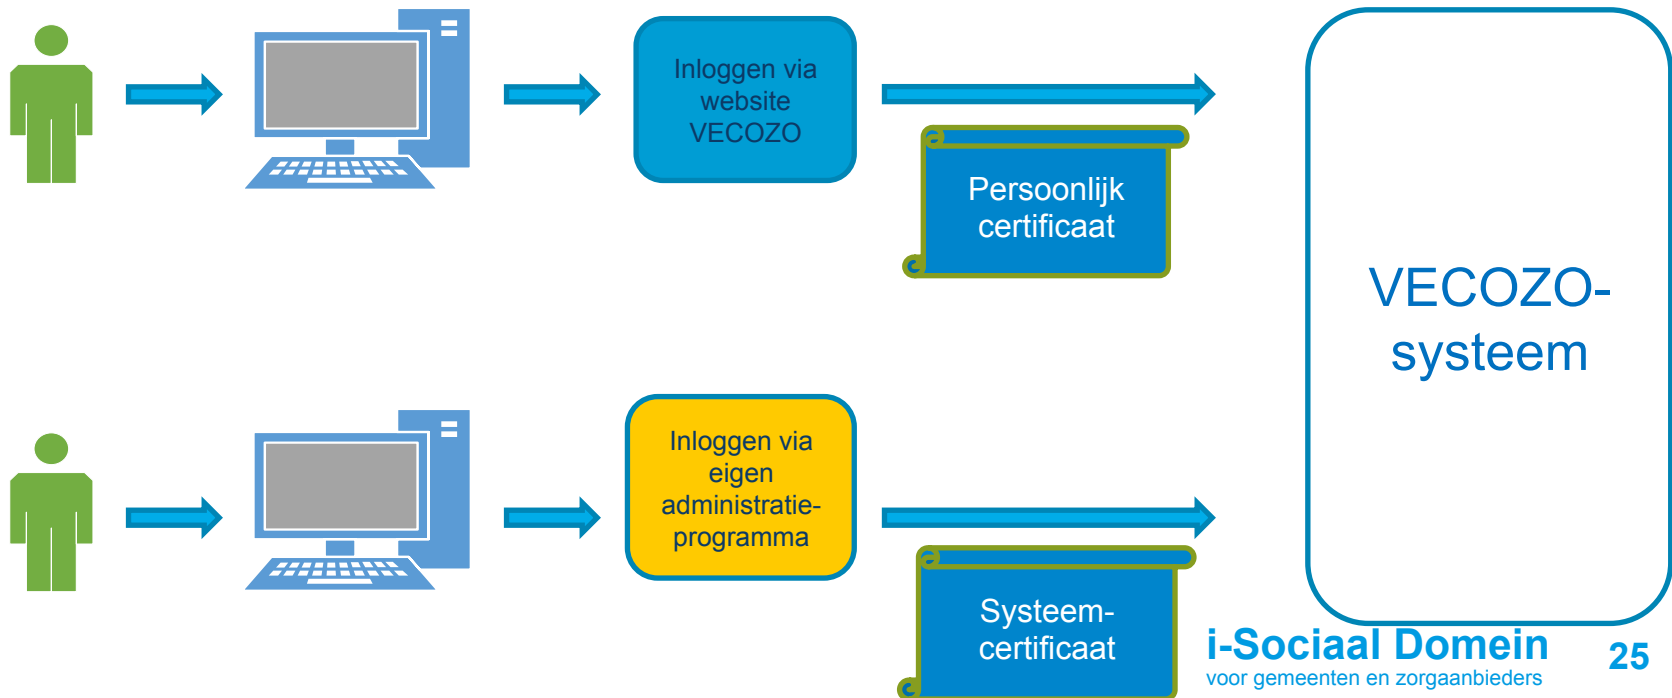 Inloggen via
website
VECOZO
Persoonlijk
certificaat
VECOZO-
systeem
Inloggen via
eigen
administratie-
programma
Systeem-
certificaat
i-Sociaal Domein
voor gemeenten en zorgaanbieders
25